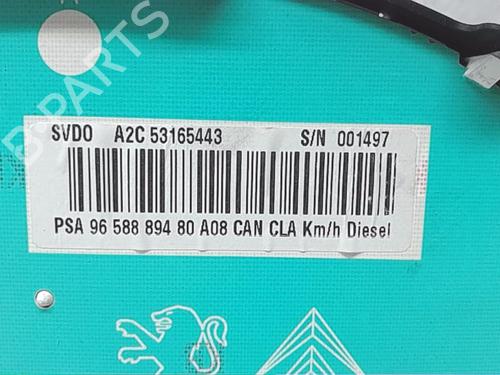 B-PARTS
SVDO A2C 53165443 S/N 001497
PSA 96 588 894 80 A08 CAN CLA Km/h Diesel